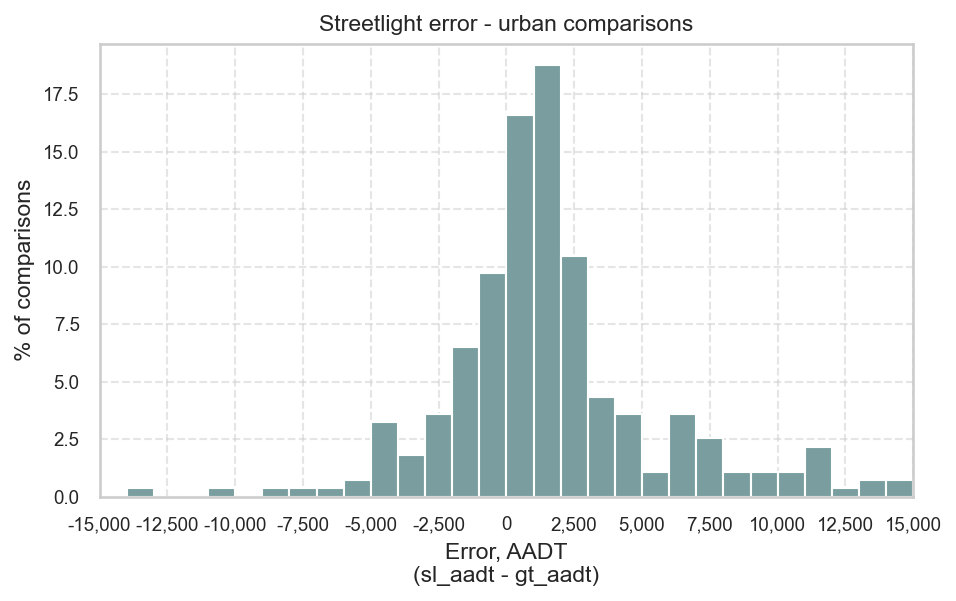 Streetlight error - urban comparisons
% of comparisons
17.5
15.0
12.5
10.0
7.5
5.0
2.5
0.0
-15,000 -12,500 -10,000 -7,500 -5,000 -2,500 0 2,500 5,000 7,500 10,000 12,500 15,000
Error, AADT
(sl_aadt - gt_aadt)